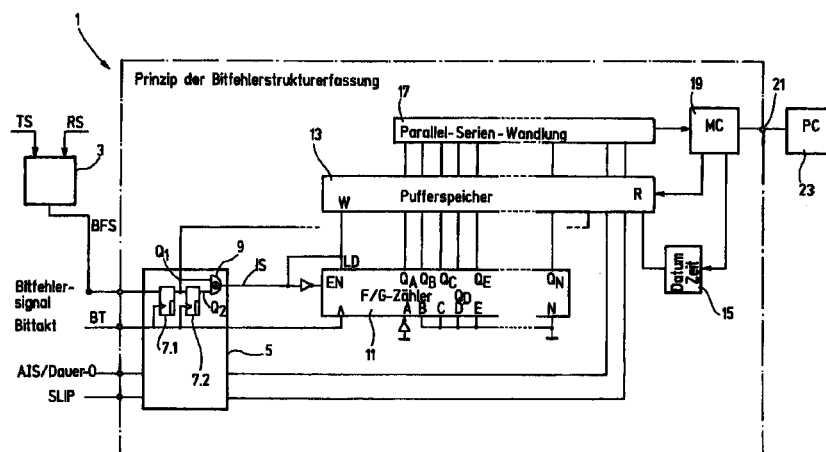 1
Prinzip der Bitfehlerstrukturerfassung
17
19
21
TS
RS
Parallel-Serien-Wandlung
MC
PC
3
13
23
Pufferspeicher
R
W
BFS
Q1
9
IS
LD
Datum
Zeit
15
Bitfehler-
signal
EN
QA
QB
QC
QD
QE
QN
F/G-Zähler
Q2
Bittakt
BT
A
B
C
D
E
N
11
7.1
7.2
5
AIS/Dauer-0
SLIP